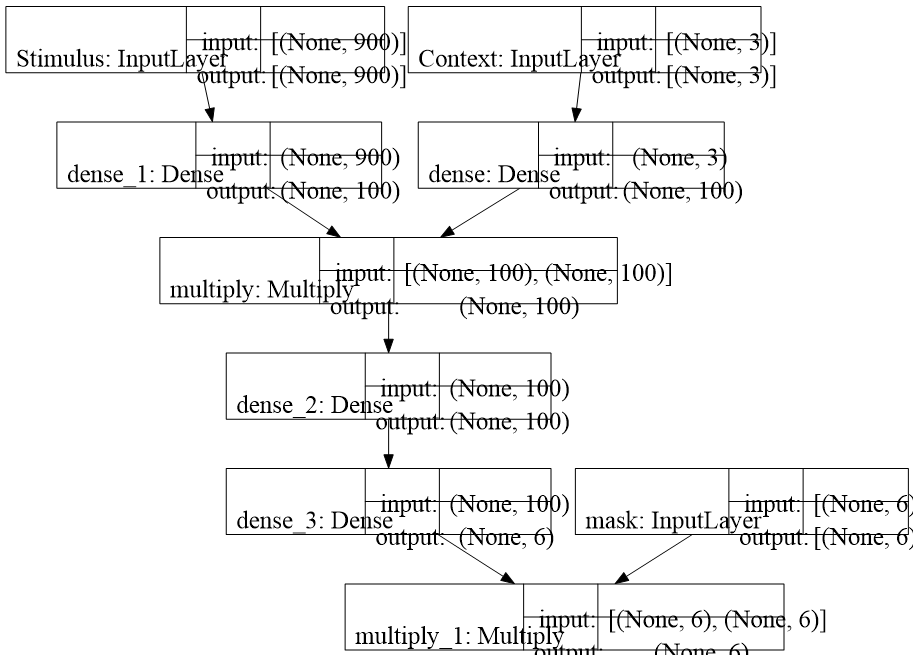 Stimulus: InputLayer
input: [(None, 900)]
output: [(None, 900)]
Context: InputLayer
input: [(None, 3)]
output: [(None, 3)]
dense_1: Dense
input: (None, 900)
output: (None, 100)
dense: Dense
input: (None, 3)
output: (None, 100)
multiply: Multiply
input: [(None, 100), (None, 100)]
output: (None, 100)
dense_2: Dense
input: (None, 100)
output: (None, 100)
dense_3: Dense
input: (None, 100)
output: (None, 6)
mask: InputLayer
input: [(None, 6)
output: [(None, 6)
multiply_1: Multiply
input: [(None, 6), (None, 6)]
output: (None, 6)